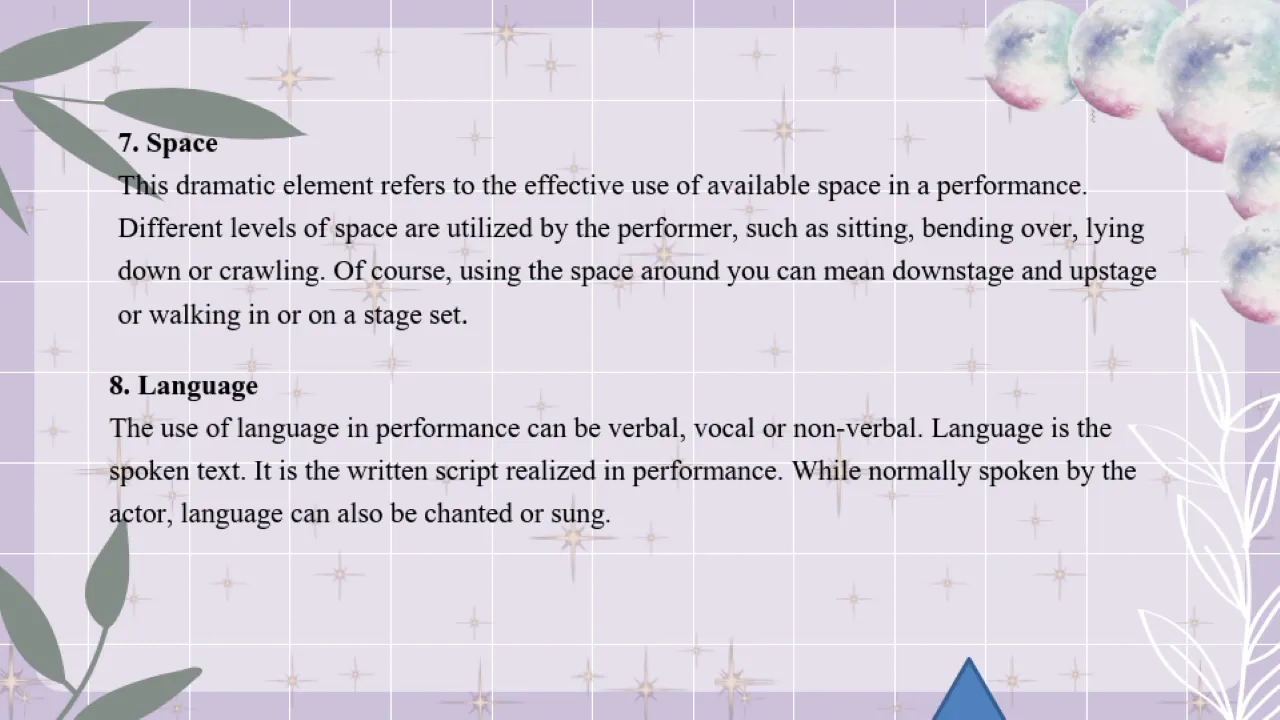 7. Space
This dramatic element refers to the effective use of available space in a performance.
Different levels of space are utilized by the performer, such as sitting, bending over, lying
down or crawling. Of course, using the space around you can mean downstage and upstage
or walking in or on a stage set.
8. Language
The use of language in performance can be verbal, vocal or non-verbal. Language is the
spoken text. It is the written script realized in performance. While normally spoken by the
actor, language can also be chanted or sung.